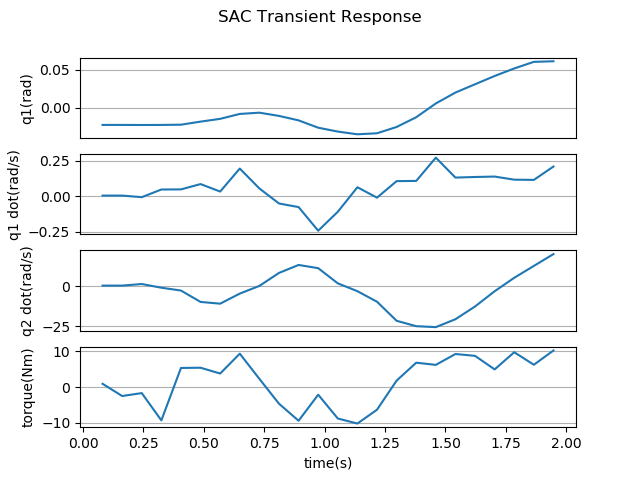 SAC Transient Response
q1(rad)
0.05
0.00
q1 dot(rad/s)
0.25
0.00
−0.25
q2 dot(rad/s)
0
−25
torque(Nm)
10
0
−10
0.00 0.25 0.50 0.75 1.00 1.25 1.50 1.75 2.00
time(s)